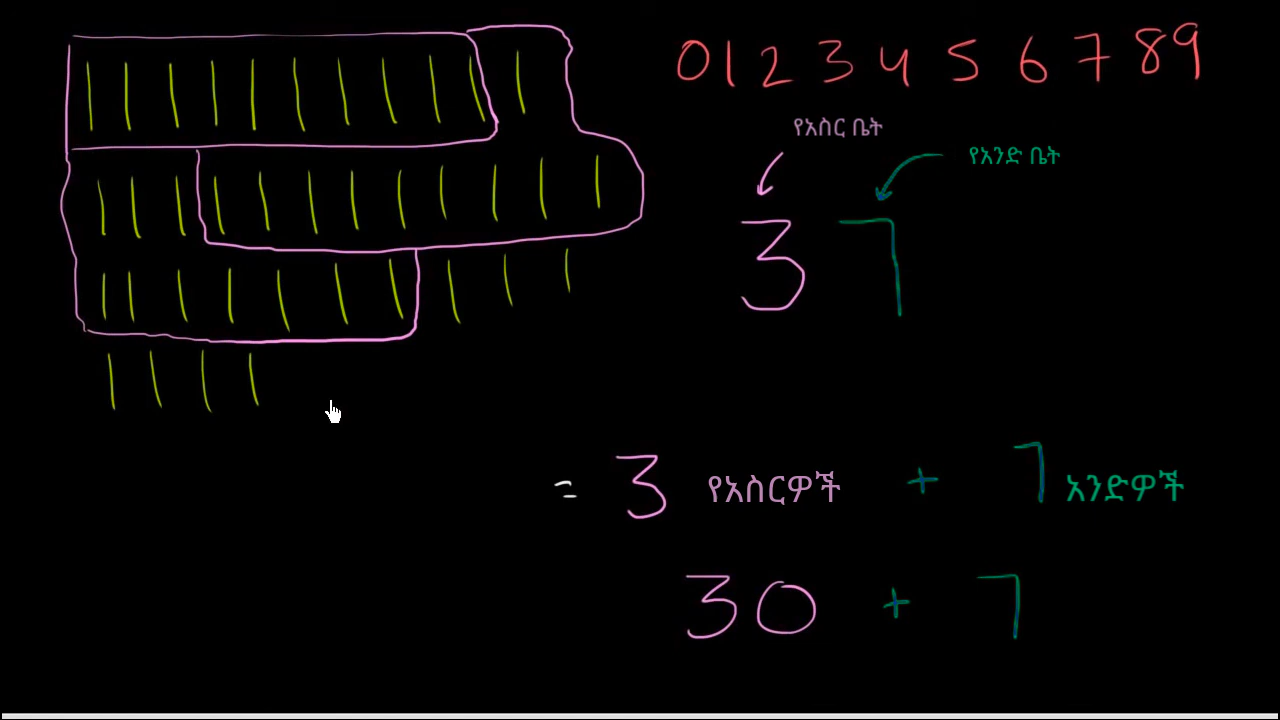 0 1 2 3 4 5 6 7 8 9
የአስር ቤት
የአንድ ቤት
3 7
= 3 የአስርዎች + 7 አንድዎች
30 + 7